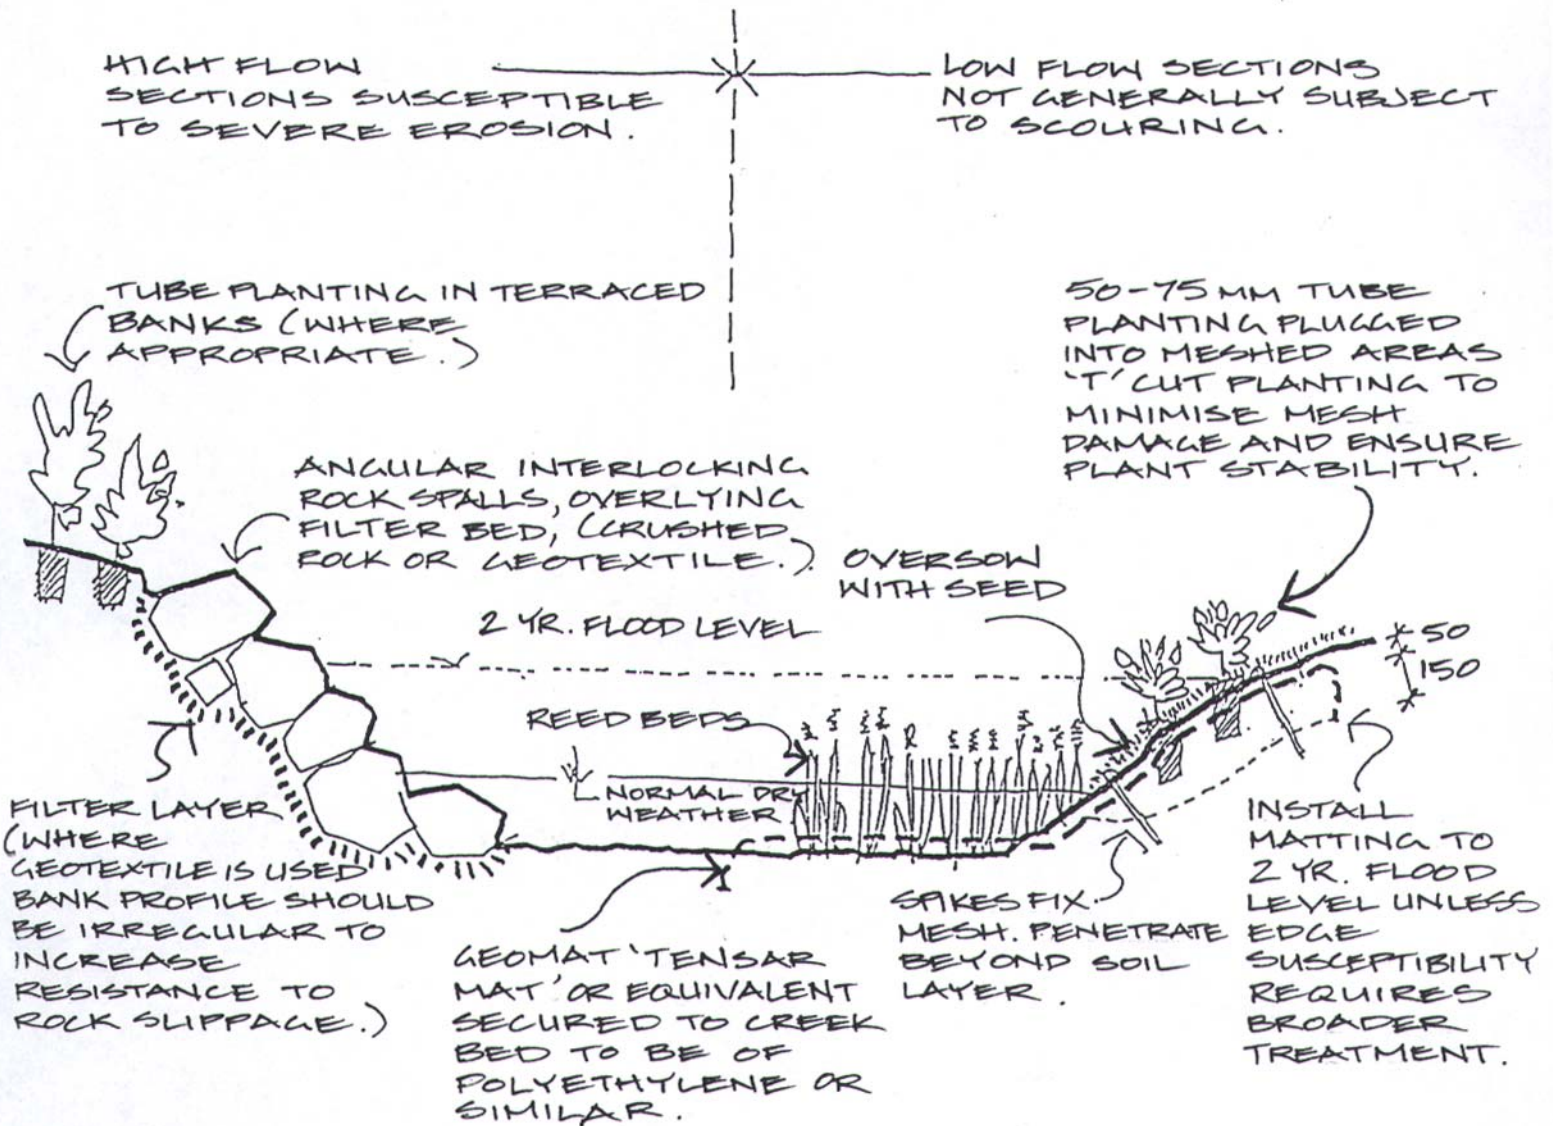 HIGH FLOW
SECTIONS SUSCEPTIBLE
TO SEVERE EROSION.
LOW FLOW SECTIONS
NOT GENERALLY SUBJECT
TO SCOURING.
TUBE PLANTING IN TERRACED
BANKS (WHERE
APPROPRIATE.)
50-75 MM TUBE
PLANTING PLUGGED
INTO MESHED AREAS
'T' CUT PLANTING TO
MINIMISE MESH
DAMAGE AND ENSURE
PLANT STABILITY.
ANGULAR INTERLOCKING
ROCK SPALLS, OVERLYING
FILTER BED, (CRUSHED
ROCK OR GEOTEXTILE.)
OVERSOW
WITH SEED
2 YR. FLOOD LEVEL
50
150
REED BEDS
NORMAL DRY
WEATHER
FILTER LAYER
(WHERE
GEOTEXTILE IS USED
BANK PROFILE SHOULD
BE IRREGULAR TO
INCREASE
RESISTANCE TO
ROCK SLIPPAGE.)
GEOMAT 'TENSAR
MAT' OR EQUIVALENT
SECURED TO CREEK
BED TO BE OF
POLYETHYLENE OR
SIMILAR.
SPIKES FIX
MESH. PENETRATE
BEYOND SOIL
LAYER.
INSTALL
MATTING TO
2 YR. FLOOD
LEVEL UNLESS
EDGE
SUSCEPTIBILITY
REQUIRES
BROADER
TREATMENT.